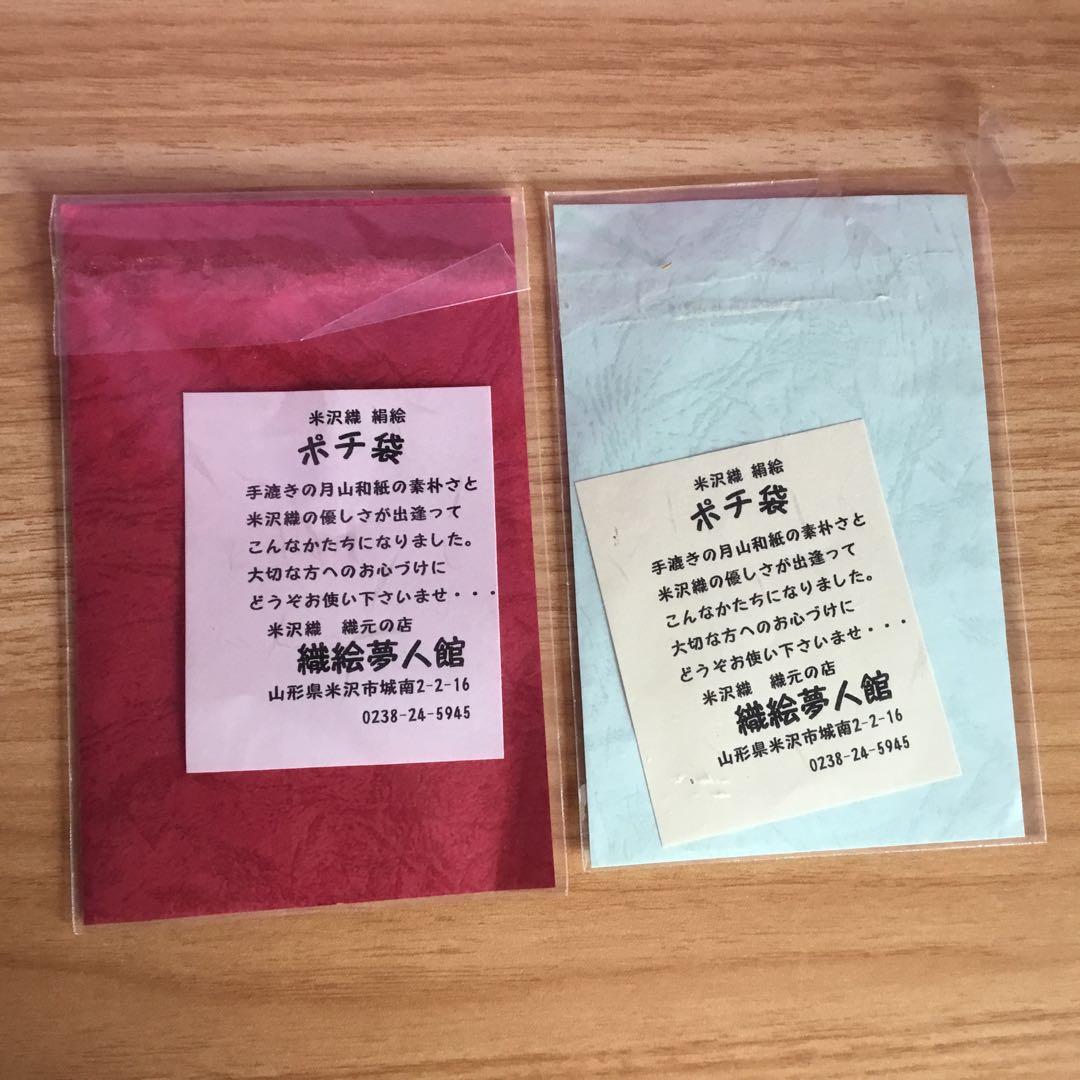 米沢織 絹絵
ポチ袋
手漉きの月山和紙の素朴さと
米沢織の優しさが出逢って
こんなかたちになりました。
大切な方へのお心づけに
どうぞお使い下さいませ・・・
米沢織 織元の店
織絵夢人館
山形県米沢市城南2-2-16
0238-24-5945
米沢織 絹絵
ポチ袋
手漉きの月山和紙の素朴さと
米沢織の優しさが出逢って
こんなかたちになりました。
大切な方へのお心づけに
どうぞお使い下さいませ・・・
米沢織 織元の店
織絵夢人館
山形県米沢市城南2-2-16
0238-24-5945